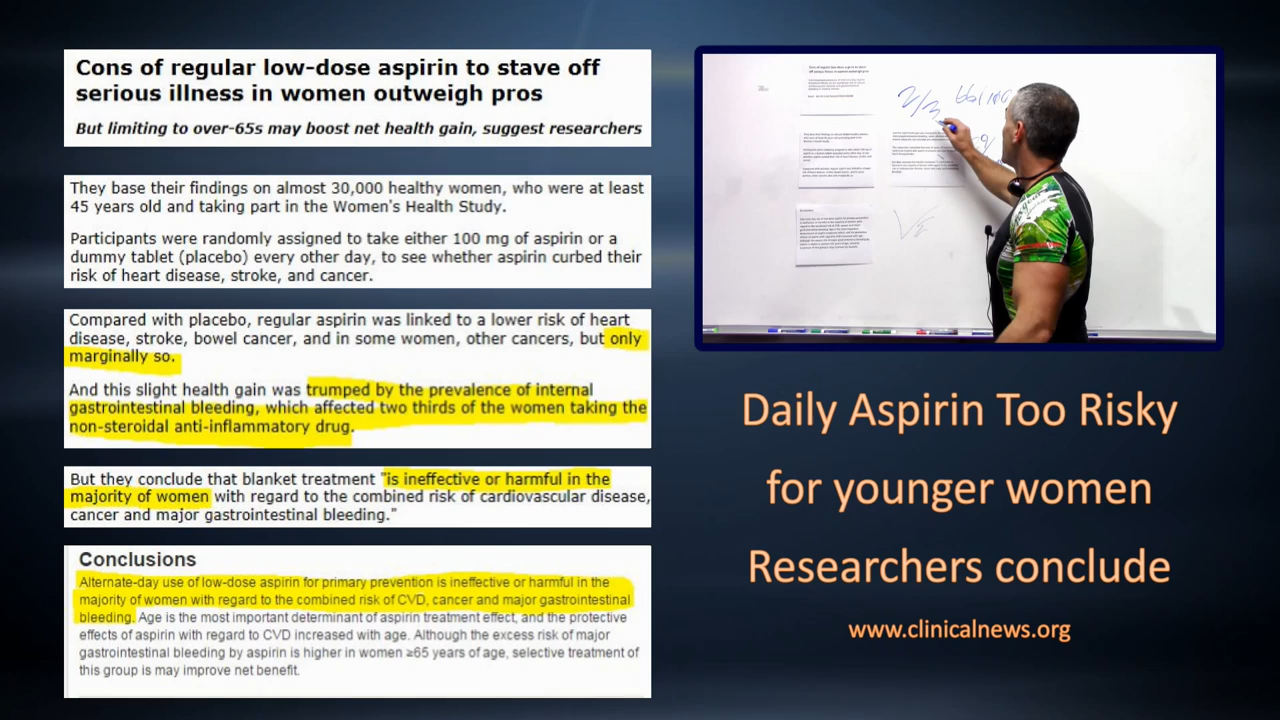 Cons of regular low-dose aspirin to stave off
serious illness in women outweigh pros
But limiting to over-65s may boost net health gain, suggest researchers
They base their findings on almost 30,000 healthy women, who were at least
45 years old and taking part in the Women's Health Study.
Participants were randomly assigned to take either 100 mg of aspirin or a
dummy tablet (placebo) every other day, to see whether aspirin curbed their
risk of heart disease, stroke, and cancer.
Compared with placebo, regular aspirin was linked to a lower risk of heart
disease, stroke, bowel cancer, and in some women, other cancers, but only
marginally so.
And this slight health gain was trumped by the prevalence of internal
gastrointestinal bleeding, which affected two thirds of the women taking the
non-steroidal anti-inflammatory drug.
But they conclude that blanket treatment "is ineffective or harmful in the
majority of women with regard to the combined risk of cardiovascular disease,
cancer and major gastrointestinal bleeding."
Conclusions
Alternate-day use of low-dose aspirin for primary prevention is ineffective or harmful in the
majority of women with regard to the combined risk of CVD, cancer and major gastrointestinal
bleeding. Age is the most important determinant of aspirin treatment effect, and the protective
effects of aspirin with regard to CVD increased with age. Although the excess risk of major
gastrointestinal bleeding by aspirin is higher in women ≥65 years of age, selective treatment of
this group is may improve net benefit.
2/3
Daily Aspirin Too Risky
for younger women
Researchers conclude
www.clinicalnews.org